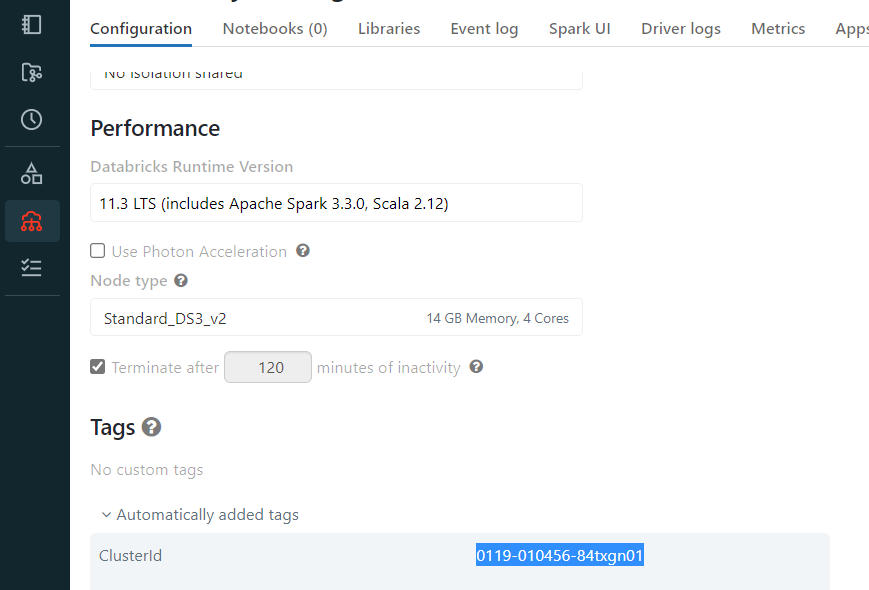 Configuration Notebooks (0) Libraries Event log Spark UI Driver logs Metrics Apps
No isolation shared
Performance
Databricks Runtime Version
11.3 LTS (includes Apache Spark 3.3.0, Scala 2.12)
Use Photon Acceleration ?
Node type ?
Standard_DS3_v2 14 GB Memory, 4 Cores
Terminate after 120 minutes of inactivity ?
Tags ?
No custom tags
Automatically added tags
ClusterId 0119-010456-84txgn01